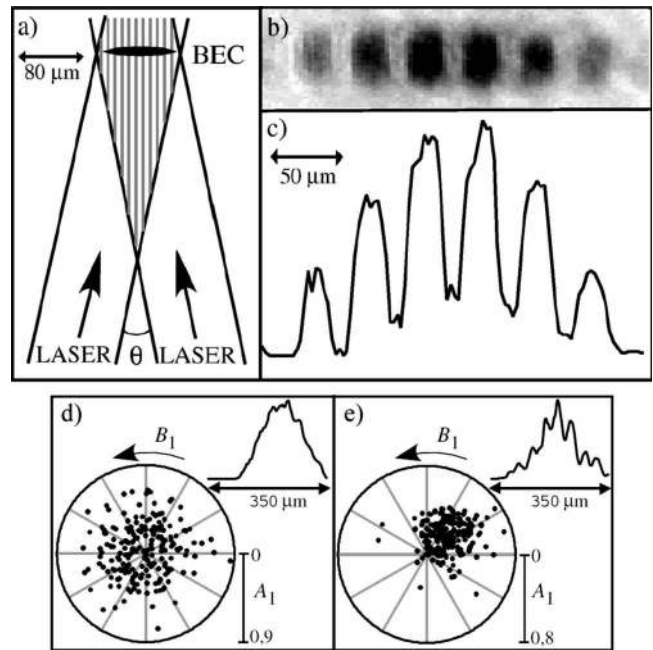 a)
80 µm
BEC
LASER
θ
LASER
b)
c)
50 µm
d)
B1
350 µm
0
A1
0,9
e)
B1
350 µm
0
A1
0,8